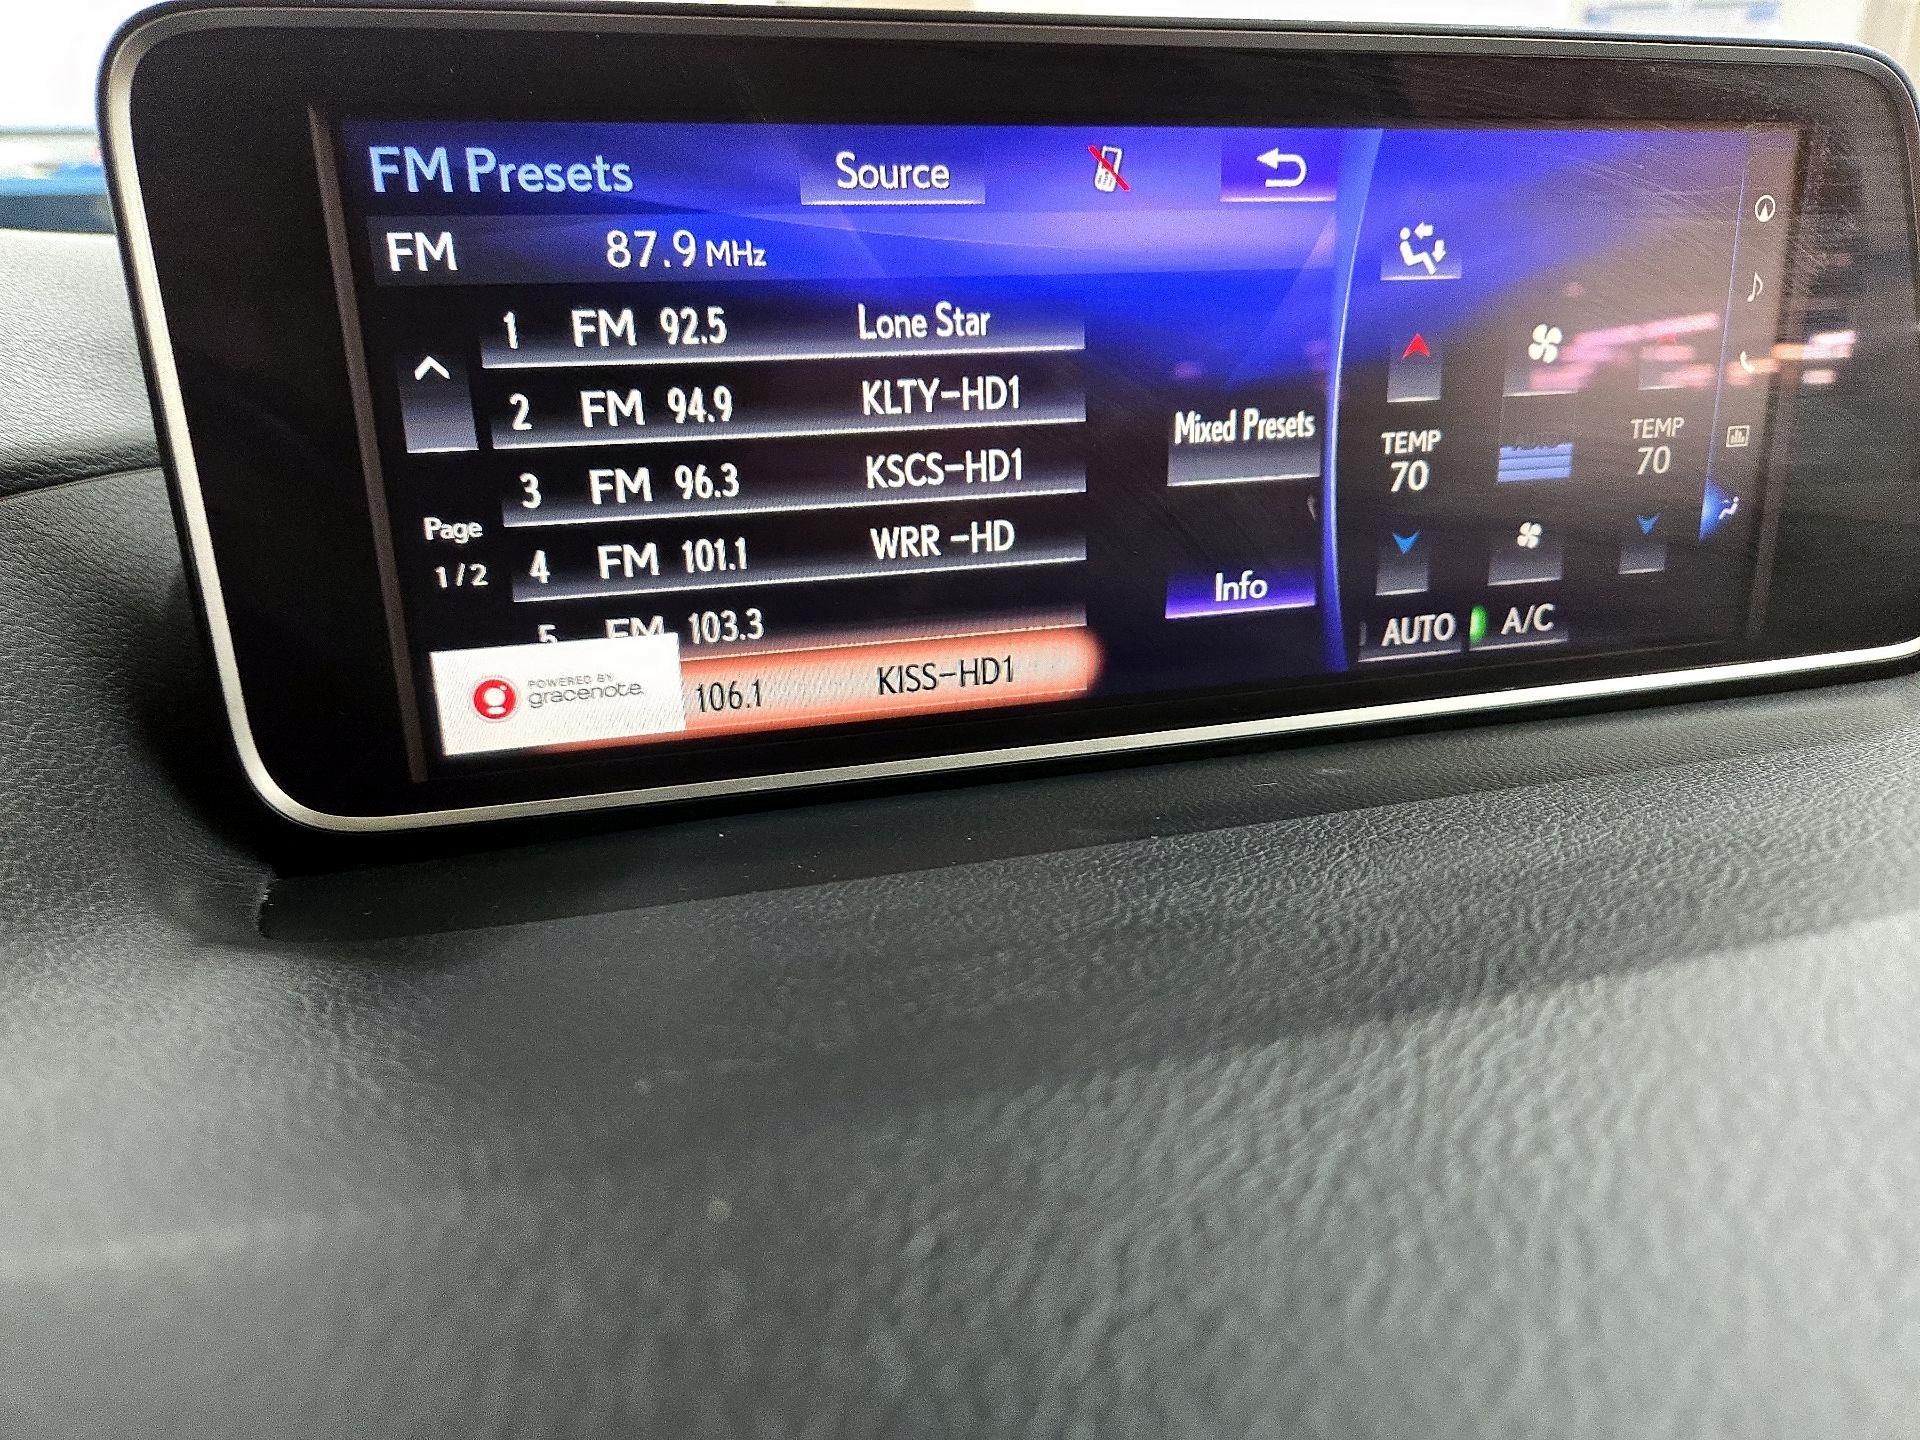 FM Presets Source
FM 87.9 MHz
1 FM 92.5 Lone Star
2 FM 94.9 KLTY-HD1
3 FM 96.3 KSCS-HD1
4 FM 101.1 WRR -HD
5 FM 103.3
106.1 KISS-HD1
Page
1/2
POWERED BY
gracenote.
Mixed Presets
Info
TEMP
70
TEMP
70
AUTO A/C